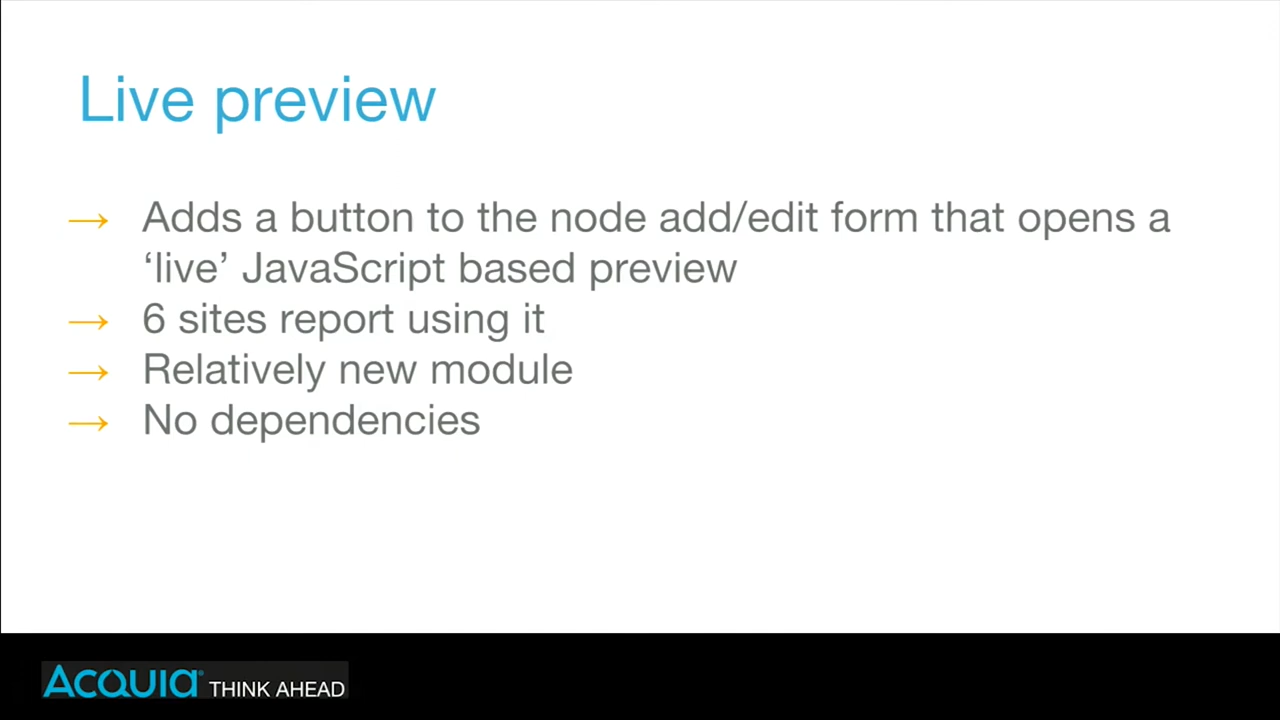 Live preview
→ Adds a button to the node add/edit form that opens a
‘live’ JavaScript based preview
→ 6 sites report using it
→ Relatively new module
→ No dependencies
ACQUIA® THINK AHEAD